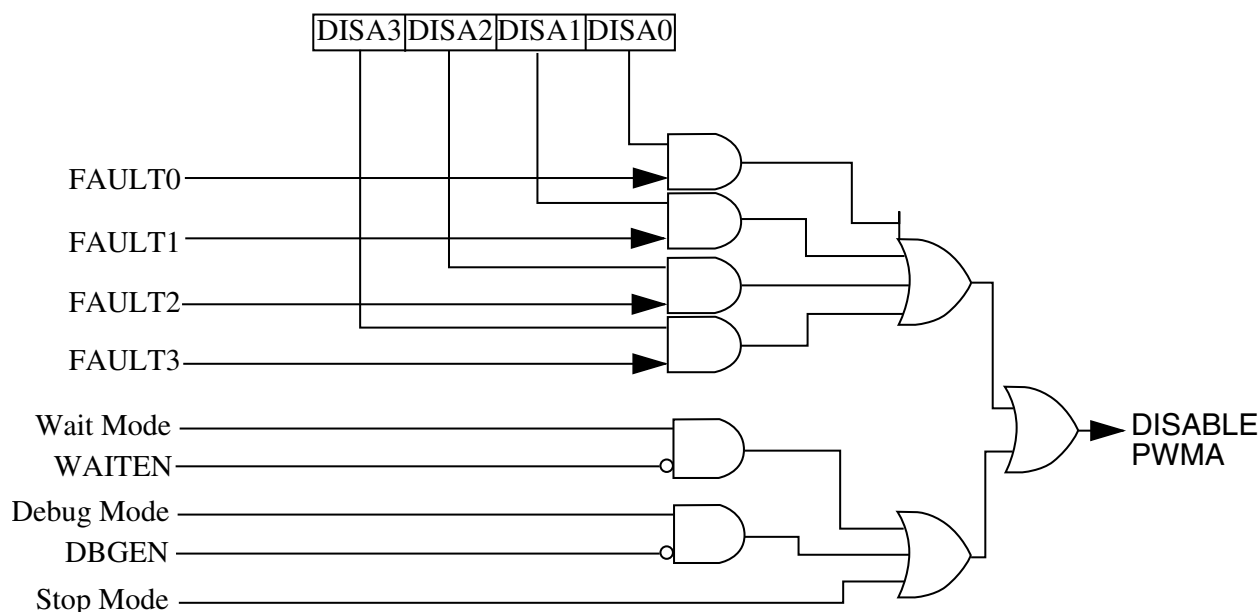 DISA3 DISA2 DISA1 DISA0
FAULT0
FAULT1
FAULT2
FAULT3
Wait Mode
WAITEN
DISABLE
PWMA
Debug Mode
DBGEN
Stop Mode